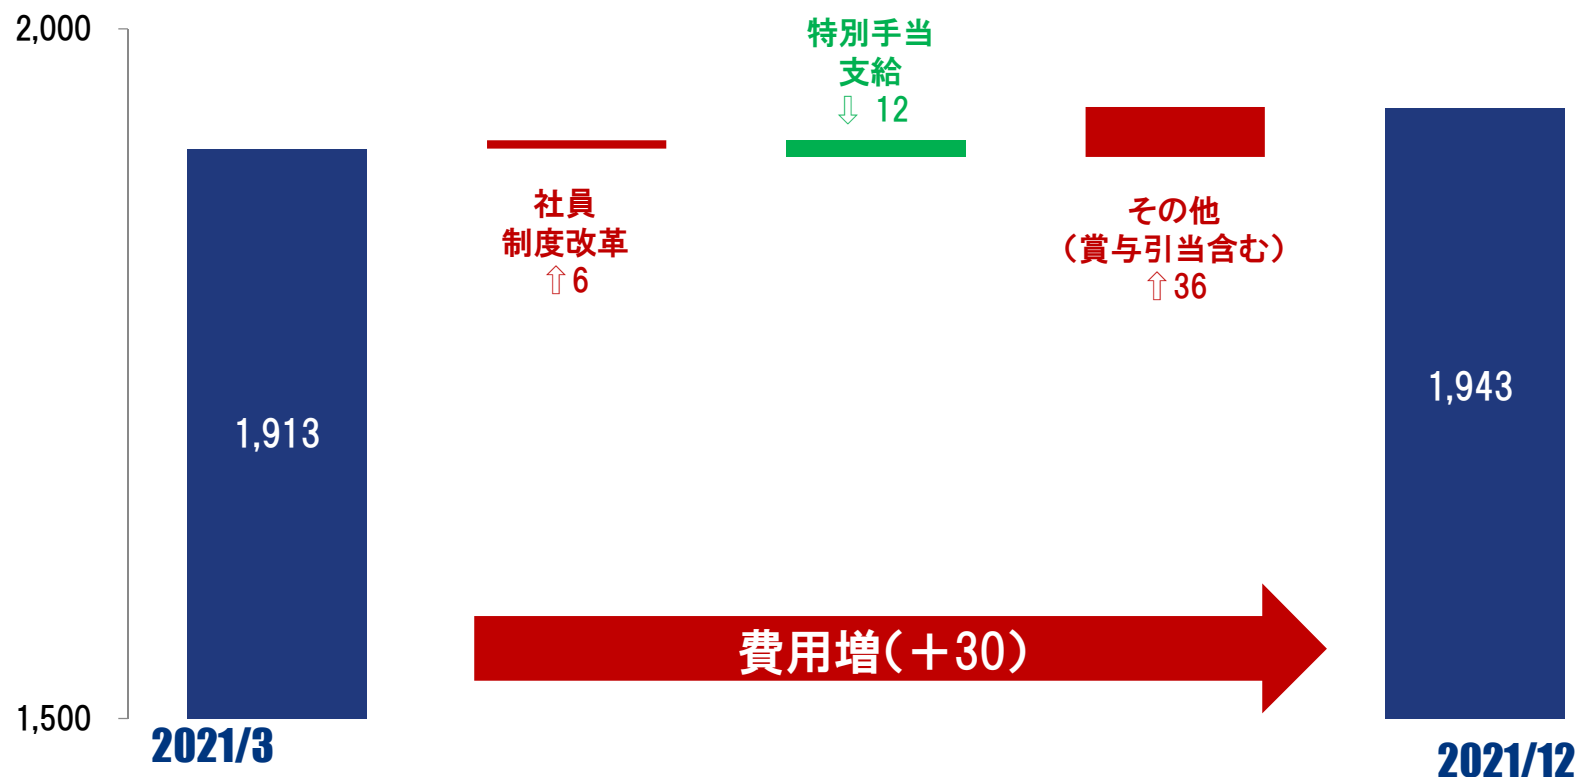 2,000
特別手当
支給
⇩ 12
社員
制度改革
⇧6
その他
（賞与引当含む）
⇧36
1,913
1,943
費用増（＋30）
1,500
2021/3
2021/12